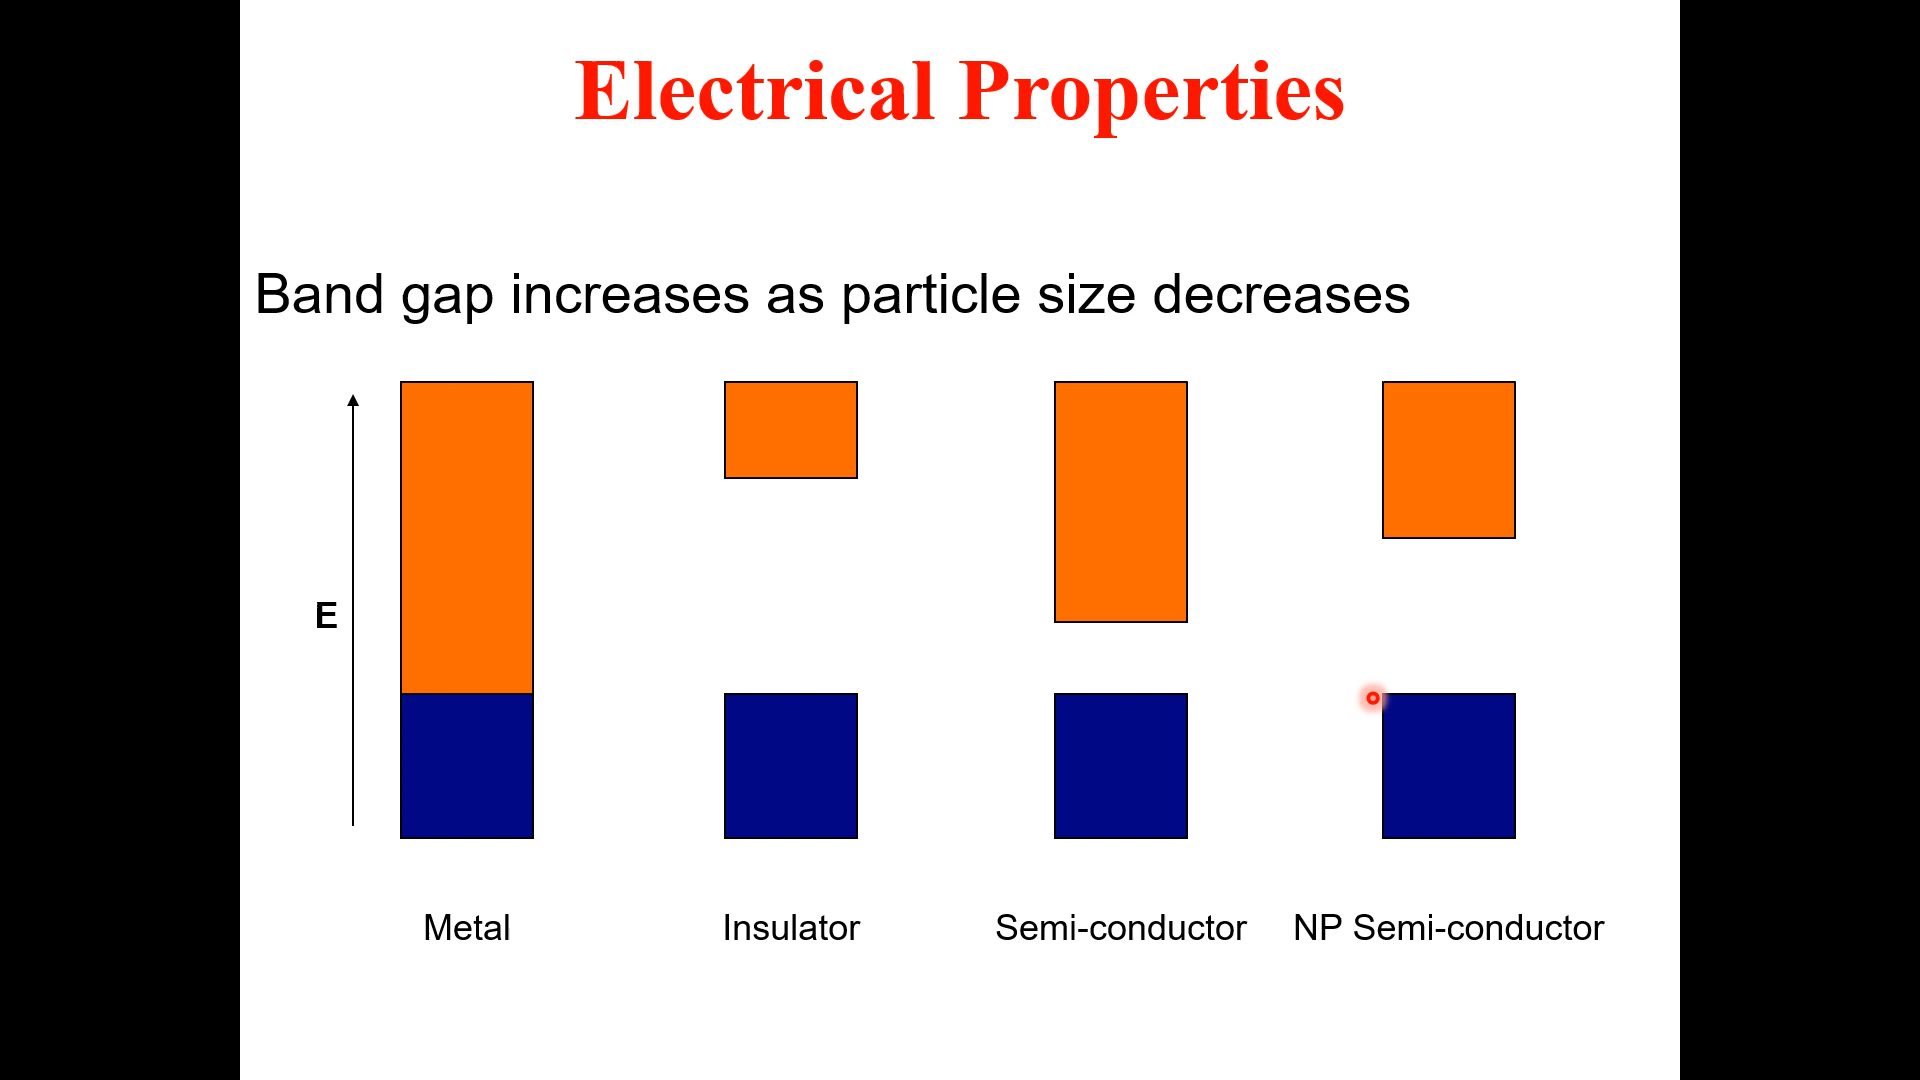 Electrical Properties
Band gap increases as particle size decreases
E
Metal
Insulator
Semi-conductor
NP Semi-conductor